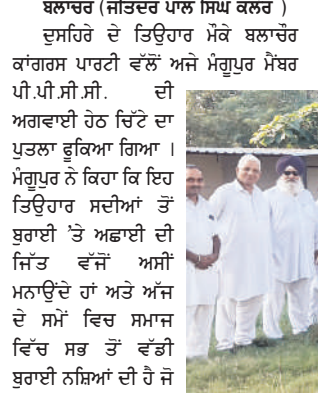 ਬਲਾਚੌਰ (ਜਤਿੰਦਰ ਪਾਲ ਸਿੰਘ ਕਲੇਰ )
ਦੁਸਹਿਰੇ ਦੇ ਤਿਉਹਾਰ ਮੌਕੇ ਬਲਾਚੌਰ
ਕਾਂਗਰਸ ਪਾਰਟੀ ਵੱਲੋਂ ਅਜੇ ਮੰਗੂਪੁਰ ਮੈਂਬਰ
ਪੀ.ਪੀ.ਸੀ.ਸੀ. ਦੀ
ਅਗਵਾਈ ਹੇਠ ਚਿੱਟੇ ਦਾ
ਪੁਤਲਾ ਫੂਕਿਆ ਗਿਆ ।
ਮੰਗੂਪੁਰ ਨੇ ਕਿਹਾ ਕਿ ਇਹ
ਤਿਉਹਾਰ ਸਦੀਆਂ ਤੋਂ
ਬੁਰਾਈ 'ਤੇ ਅਛਾਈ ਦੀ
ਜਿੱਤ ਵੱਜੋਂ ਅਸੀਂ
ਮਨਾਉਂਦੇ ਹਾਂ ਅਤੇ ਅੱਜ
ਦੇ ਸਮੇਂ ਵਿਚ ਸਮਾਜ
ਵਿੱਚ ਸਭ ਤੋਂ ਵੱਡੀ
ਬੁਰਾਈ ਨਸ਼ਿਆਂ ਦੀ ਹੈ ਜੋ